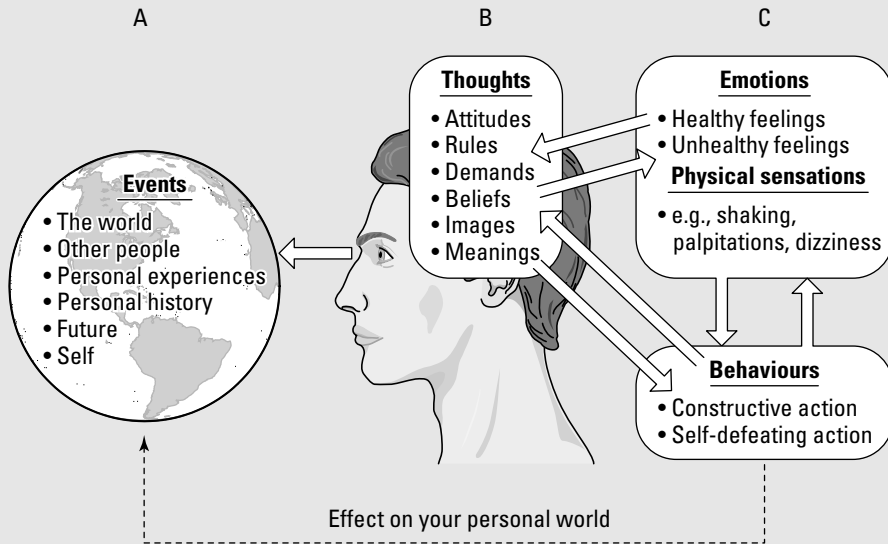 A
B
C
Events
• The world
• Other people
• Personal experiences
• Personal history
• Future
• Self
Thoughts
• Attitudes
• Rules
• Demands
• Beliefs
• Images
• Meanings
Emotions
• Healthy feelings
• Unhealthy feelings
Physical sensations
• e.g., shaking,
palpitations, dizziness
Behaviours
• Constructive action
• Self-defeating action
Effect on your personal world